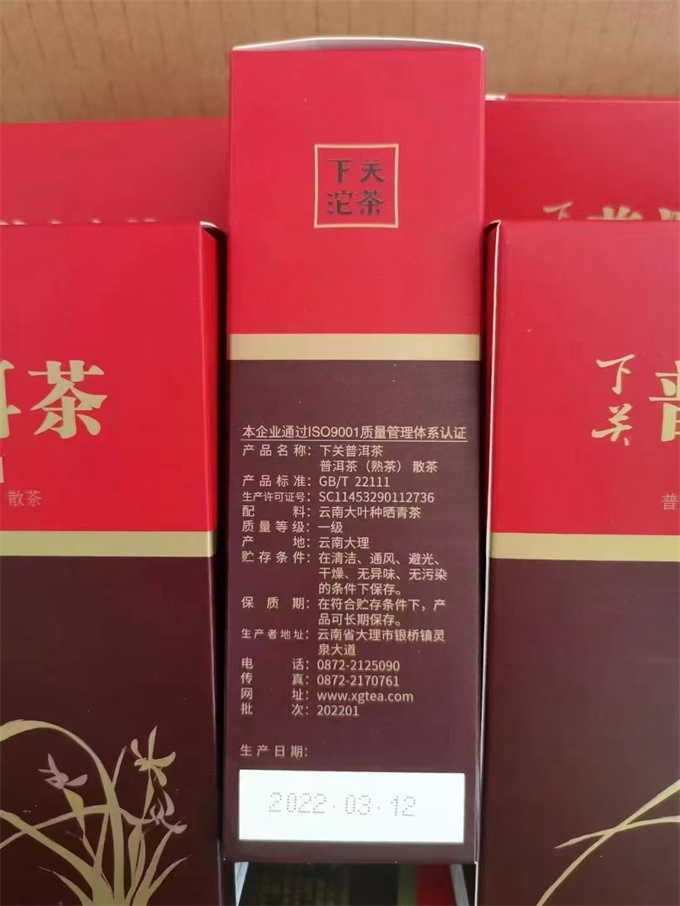 下关
沱茶
本企业通过ISO9001质量管理体系认证
产品名称：下关普洱茶
普洱茶（熟茶）散茶
产品标准：GB/T 22111
生产许可证号：SC11453290112736
配料：云南大叶种晒青茶
质量等级：一级
产地：云南大理
贮存条件：在清洁、通风、避光、
干燥、无异味、无污染
的条件下保存。
保质期：在符合贮存条件下，产
品可长期保存。
生产者地址：云南省大理市银桥镇灵
泉大道
电话：0872-2125090
传真：0872-2170761
网址：www.xgtea.com
批次：202201
生产日期：
2022·03·12
洱茶
散茶
下关
普
普
下